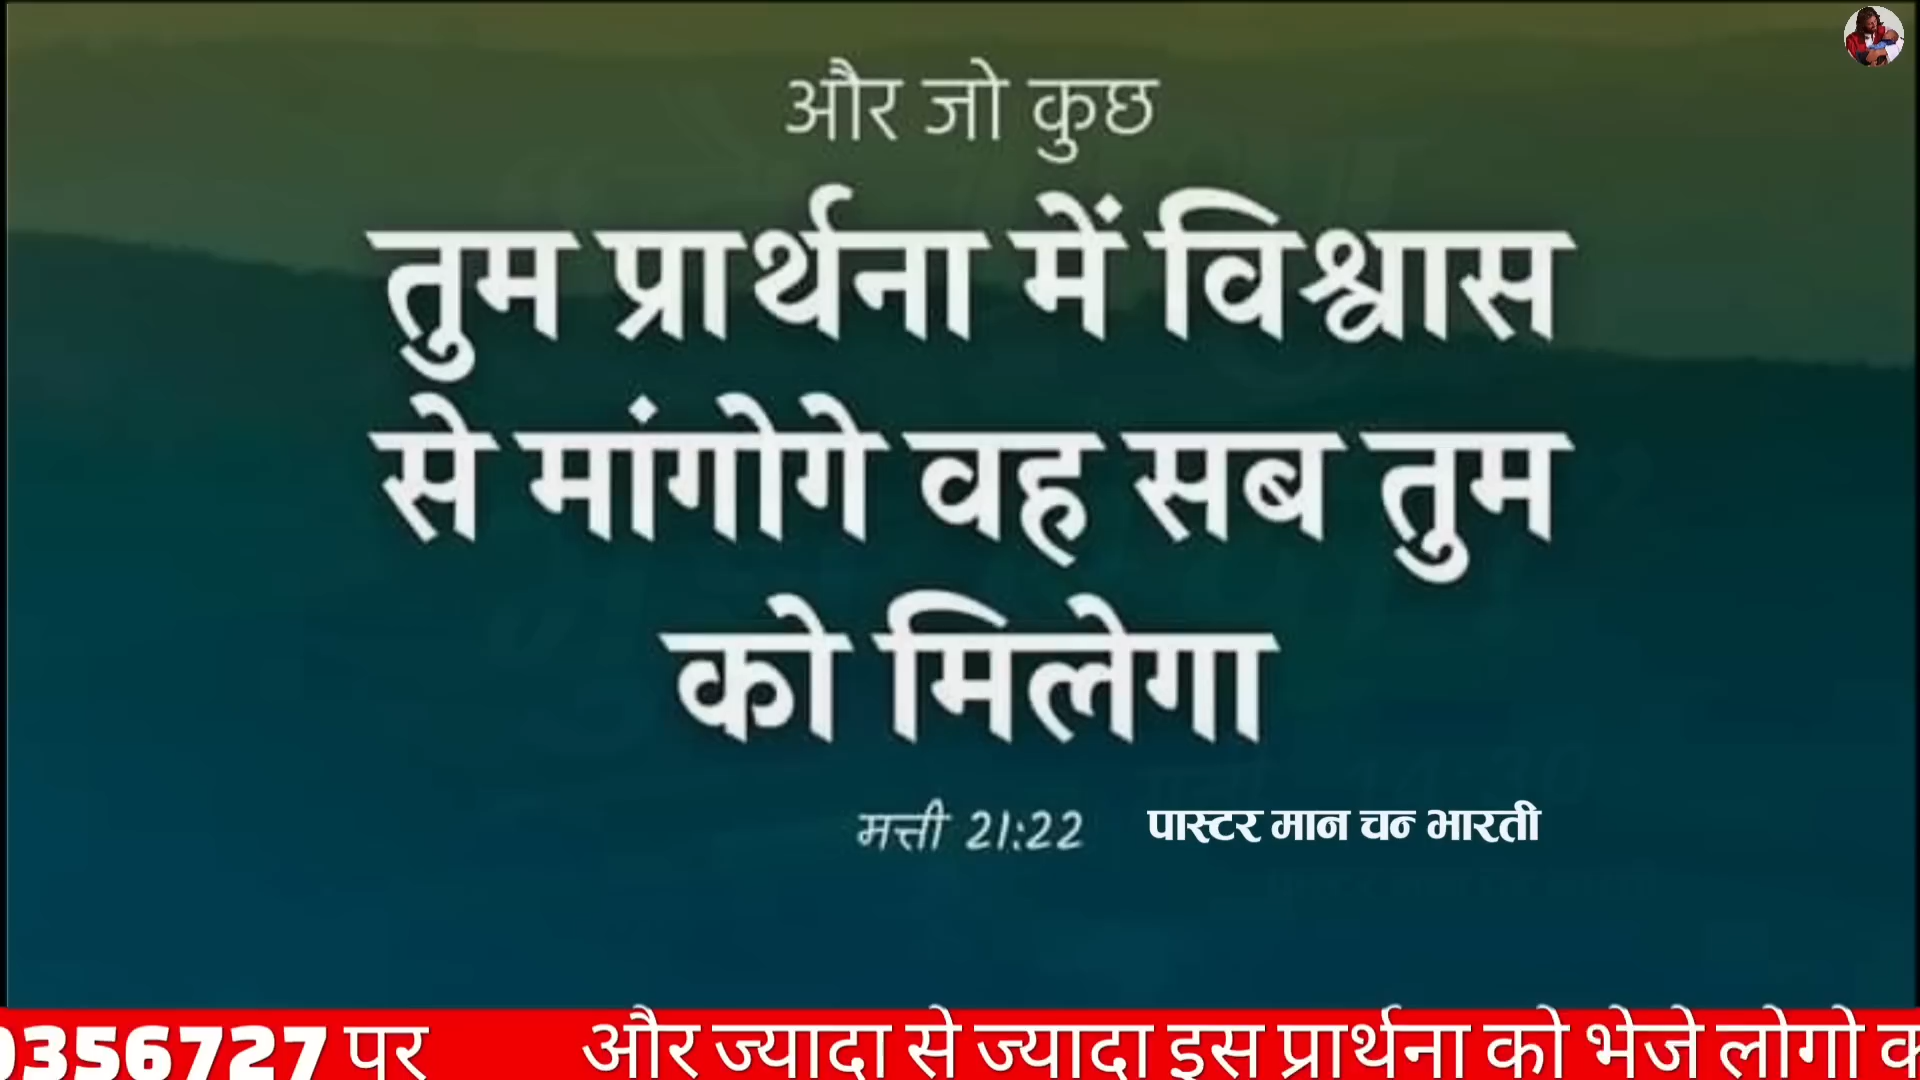 और जो कुछ
तुम प्रार्थना में विश्वास
से मांगोगे वह सब तुम
को मिलेगा
मत्ती 21:22 पास्टर मान चन्द भारती
356727 पर और ज्यादा से ज्यादा इस प्रार्थना को भेजे लोगो